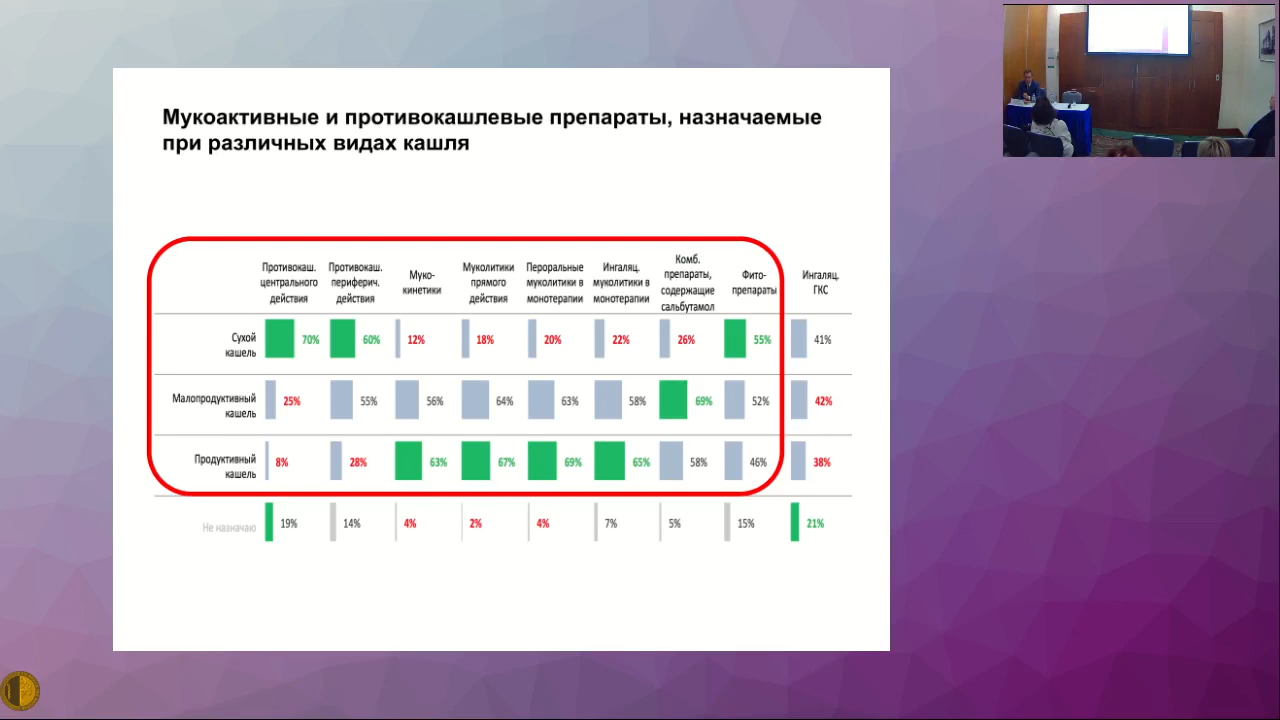 Мукоактивные и противокашлевые препараты, назначаемые
при различных видах кашля
Противокаш.
центрального
действия
Противокаш.
периферич.
действия
Муко-
кинетики
Муколитики
прямого
действия
Пероральные
муколитики в
монотерапии
Ингаляц.
муколитики в
монотерапии
Комб.
препараты,
содержащие
сальбутамол
Фито-
препараты
Ингаляц.
ГКС
Сухой
кашель
70% 60% 12% 18% 20% 22% 26% 55% 41%
Малопродуктивный
кашель
25% 55% 56% 64% 63% 58% 69% 52% 42%
Продуктивный
кашель
8% 28% 63% 67% 69% 65% 58% 46% 38%
Не назначаю 19% 14% 4% 2% 4% 7% 5% 15% 21%